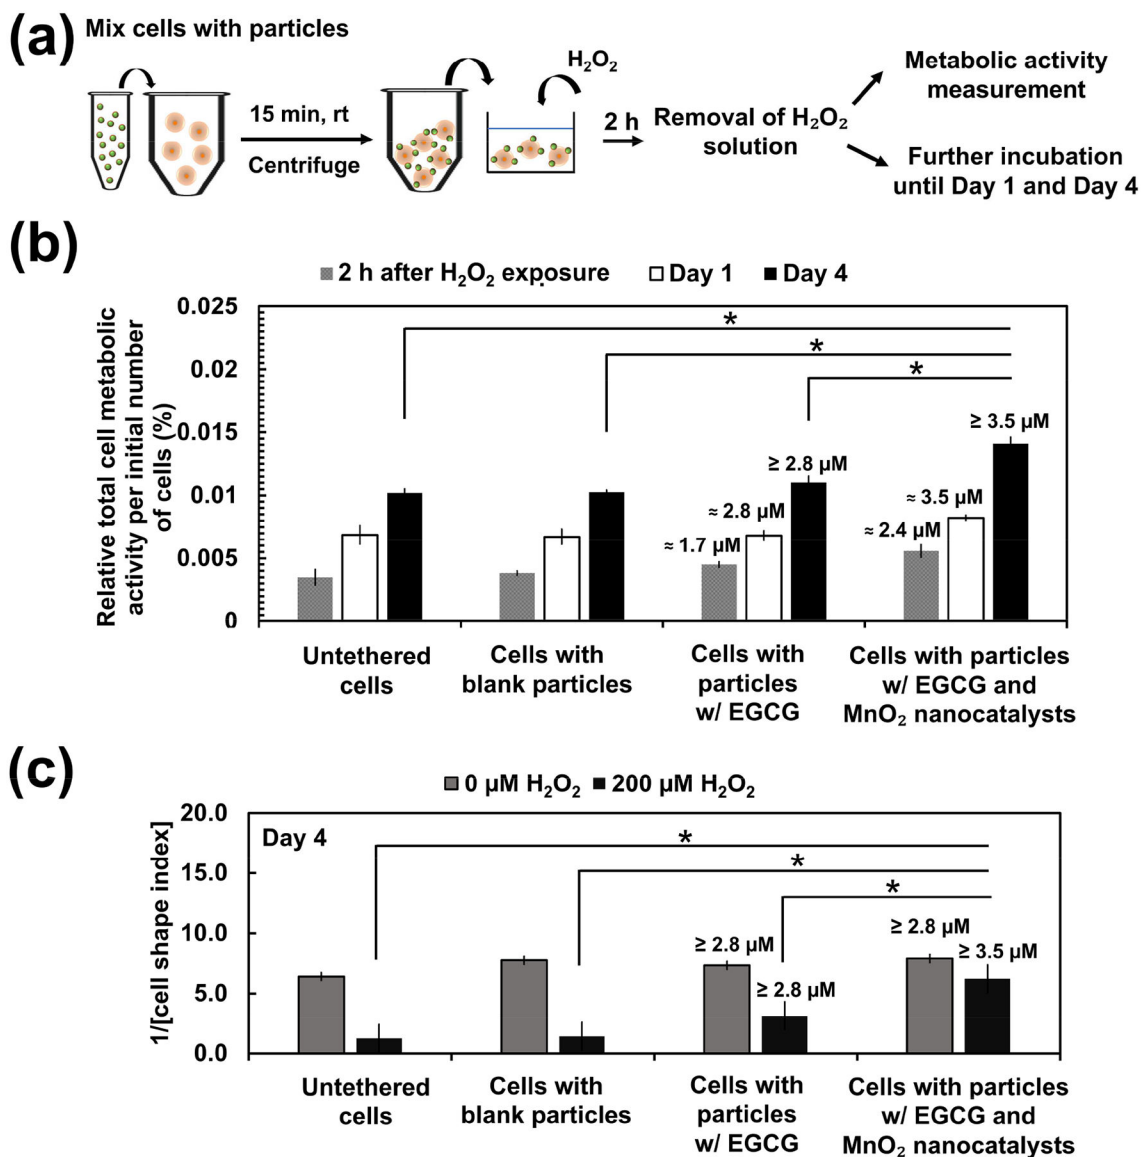 (a)
Mix cells with particles
15 min, rt
Centrifuge
H₂O₂
2 h
Removal of H₂O₂
solution
Metabolic activity
measurement
Further incubation
until Day 1 and Day 4
(b)
2 h after H₂O₂ exposure
Day 1
Day 4
Relative total cell metabolic
activity per initial number
of cells (%)
0.025
0.02
0.015
0.01
0.005
0
*
*
*
≈ 1.7 µM
≈ 2.8 µM
≥ 2.8 µM
≈ 2.4 µM
≈ 3.5 µM
≥ 3.5 µM
Untethered
cells
Cells with
blank particles
Cells with
particles
w/ EGCG
Cells with particles
w/ EGCG and
MnO₂ nanocatalysts
(c)
0 µM H₂O₂
200 µM H₂O₂
1/[cell shape index]
20.0
15.0
10.0
5.0
0.0
Day 4
*
*
*
≥ 2.8 µM
≥ 2.8 µM
≥ 2.8 µM
≥ 3.5 µM
Untethered
cells
Cells with
blank particles
Cells with
particles
w/ EGCG
Cells with particles
w/ EGCG and
MnO₂ nanocatalysts